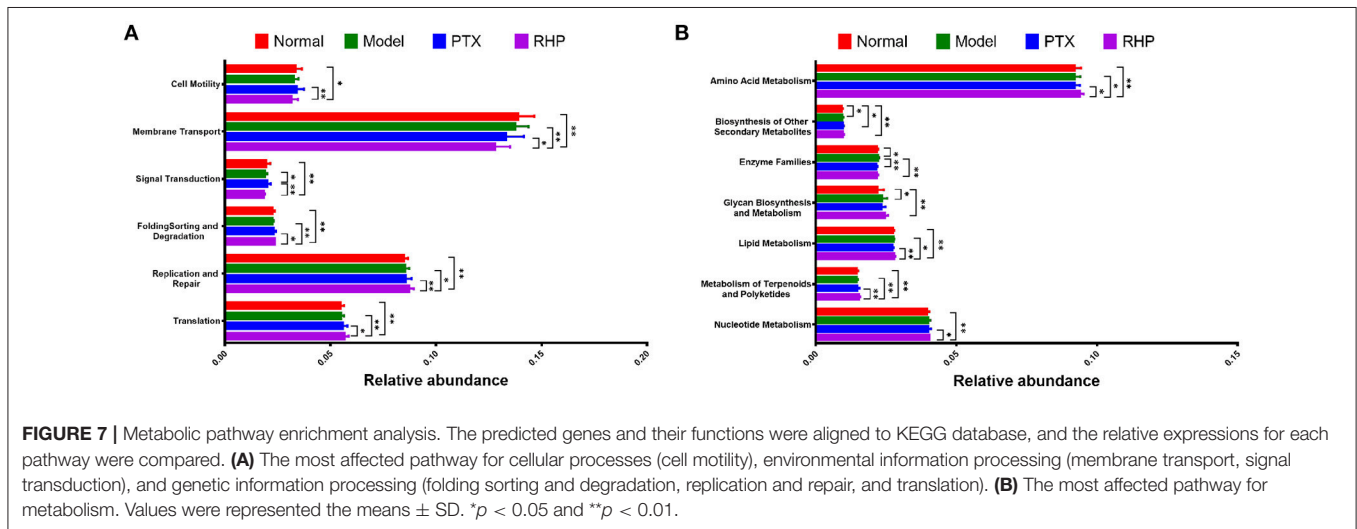 A
Normal Model PTX RHP
Cell Motility
*
**
Membrane Transport
**
**
*
Signal Transduction
**
*
**
FoldingSorting and
Degradation
**
**
*
Replication and
Repair
**
*
**
Translation
**
**
*
0.00 0.05 0.10 0.15 0.20
Relative abundance
B
Normal Model PTX RHP
Amino Acid Metabolism
**
*
*
Biosynthesis of Other
Secondary Metabolites
*
*
**
Enzyme Families
*
**
**
Glycan Biosynthesis
and Metabolism
*
**
Lipid Metabolism
**
*
**
Metabolism of Terpenoids
and Polyketides
**
**
**
Nucleotide Metabolism
**
*
0.00 0.05 0.10 0.15
Relative abundance
FIGURE 7 | Metabolic pathway enrichment analysis. The predicted genes and their functions were aligned to KEGG database, and the relative expressions for each
pathway were compared. (A) The most affected pathway for cellular processes (cell motility), environmental information processing (membrane transport, signal
transduction), and genetic information processing (folding sorting and degradation, replication and repair, and translation). (B) The most affected pathway for
metabolism. Values were represented the means ± SD. *p < 0.05 and **p < 0.01.